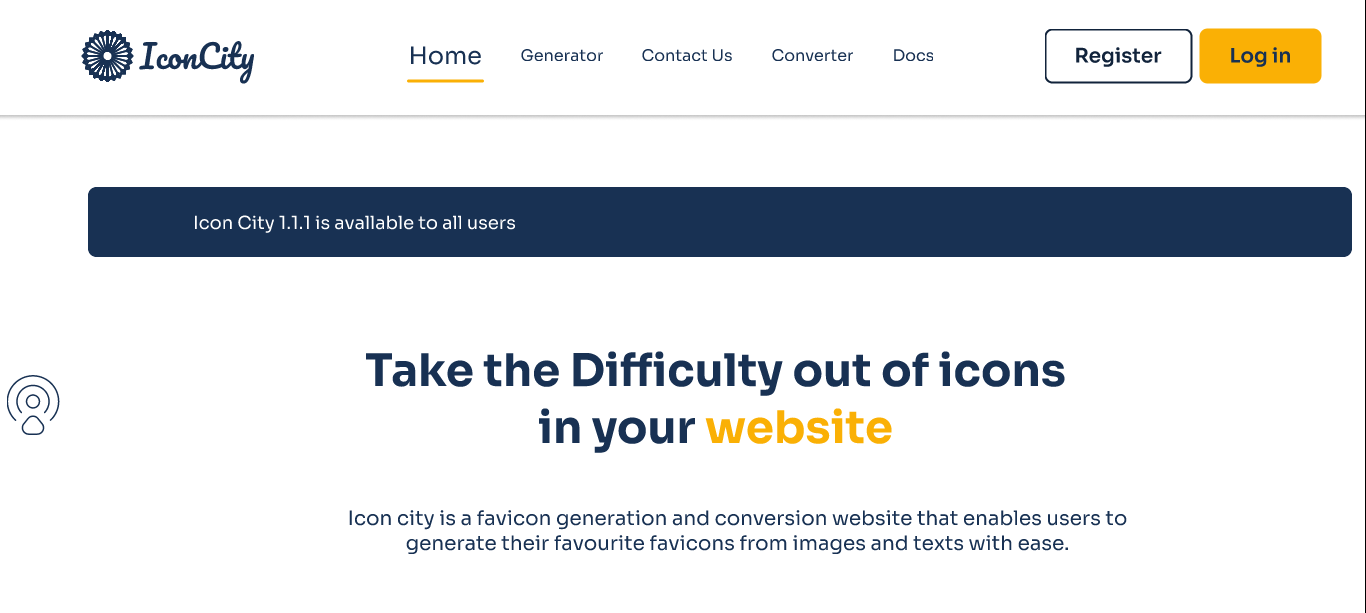 IconCity
Home Generator Contact Us Converter Docs
Register Log in
Icon City 1.1.1 is avallable to all users
Take the Difficulty out of icons
in your website
Icon city is a favicon generation and conversion website that enables users to
generate their favourite favicons from images and texts with ease.